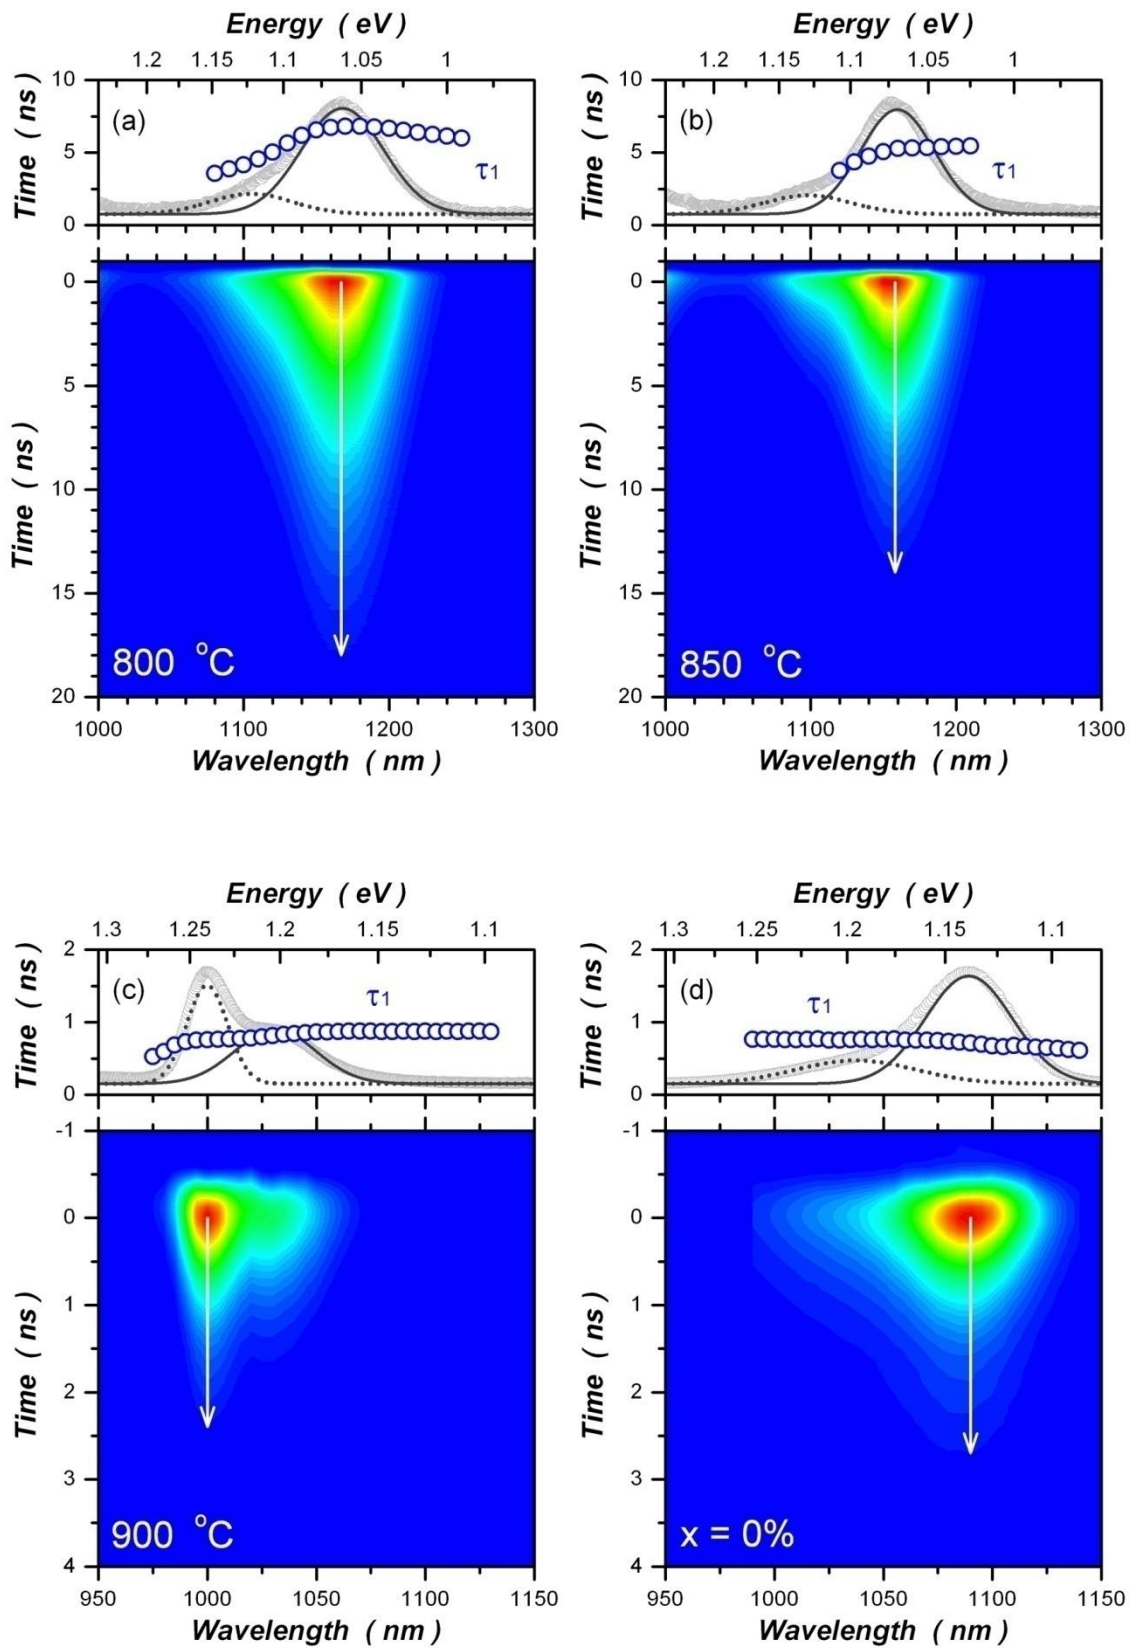 Energy ( eV )
1.2 1.15 1.1 1.05 1
Time ( ns )
10
5
0
(a)
τ1
Time ( ns )
0
5
10
15
20
800 °C
1000 1100 1200 1300
Wavelength ( nm )
Energy ( eV )
1.2 1.15 1.1 1.05 1
Time ( ns )
10
5
0
(b)
τ1
Time ( ns )
0
5
10
15
20
850 °C
1000 1100 1200 1300
Wavelength ( nm )
Energy ( eV )
1.3 1.25 1.2 1.15 1.1
Time ( ns )
2
1
0
(c)
τ1
Time ( ns )
-1
0
1
2
3
4
900 °C
950 1000 1050 1100 1150
Wavelength ( nm )
Energy ( eV )
1.3 1.25 1.2 1.15 1.1
Time ( ns )
2
1
0
(d)
τ1
Time ( ns )
-1
0
1
2
3
4
x = 0%
950 1000 1050 1100 1150
Wavelength ( nm )